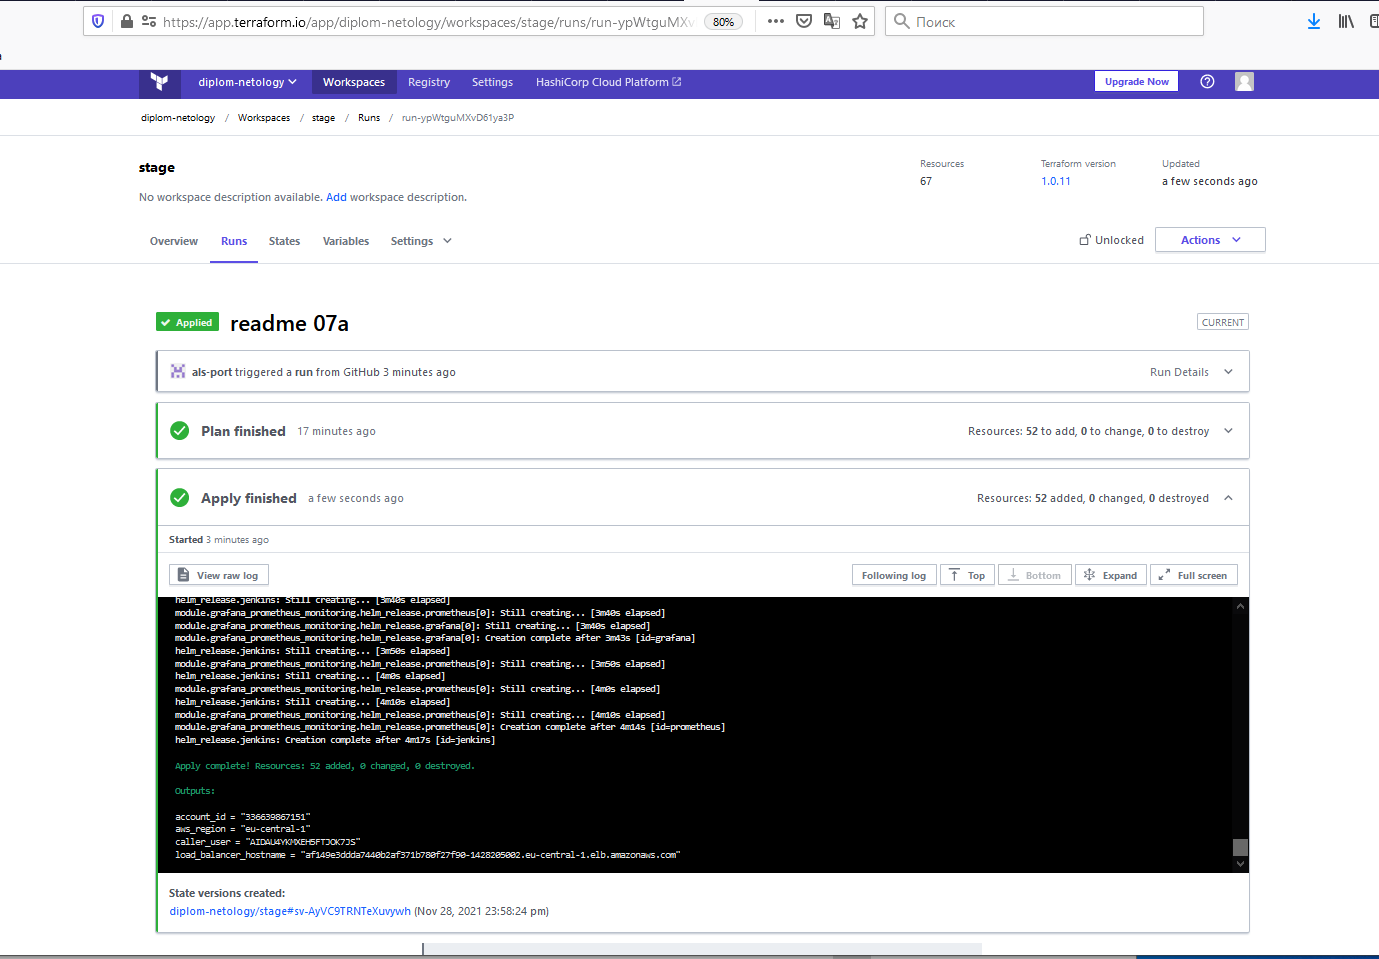 https://app.terraform.io/app/diplom-netology/workspaces/stage/runs/run-ypWtguMXv
80%
Поиск
diplom-netology
Workspaces
Registry
Settings
HashiCorp Cloud Platform
Upgrade Now
diplom-netology / Workspaces / stage / Runs / run-ypWtguMXvD61ya3P
stage
Resources
67
Terraform version
1.0.11
Updated
a few seconds ago
No workspace description available. Add workspace description.
Overview
Runs
States
Variables
Settings
Unlocked
Actions
Applied
readme 07a
CURRENT
als-port triggered a run from GitHub 3 minutes ago
Run Details
Plan finished 17 minutes ago
Resources: 52 to add, 0 to change, 0 to destroy
Apply finished a few seconds ago
Resources: 52 added, 0 changed, 0 destroyed
Started 3 minutes ago
View raw log
Following log
Top
Bottom
Expand
Full screen
helm_release.jenkins: Still creating... [3m40s elapsed]
module.grafana_prometheus_monitoring.helm_release.prometheus[0]: Still creating... [3m40s elapsed]
module.grafana_prometheus_monitoring.helm_release.grafana[0]: Still creating... [3m40s elapsed]
module.grafana_prometheus_monitoring.helm_release.grafana[0]: Creation complete after 3m43s [id=grafana]
helm_release.jenkins: Still creating... [3m50s elapsed]
module.grafana_prometheus_monitoring.helm_release.prometheus[0]: Still creating... [3m50s elapsed]
helm_release.jenkins: Still creating... [4m0s elapsed]
module.grafana_prometheus_monitoring.helm_release.prometheus[0]: Still creating... [4m0s elapsed]
helm_release.jenkins: Still creating... [4m10s elapsed]
module.grafana_prometheus_monitoring.helm_release.prometheus[0]: Still creating... [4m10s elapsed]
module.grafana_prometheus_monitoring.helm_release.prometheus[0]: Creation complete after 4m14s [id=prometheus]
helm_release.jenkins: Creation complete after 4m17s [id=jenkins]
Apply complete! Resources: 52 added, 0 changed, 0 destroyed.
Outputs:
account_id = "336639867151"
aws_region = "eu-central-1"
caller_user = "AIDAU4YKMXEH5FTJOK7JS"
load_balancer_hostname = "af149e3ddda7440b2af371b780f27f90-1428205002.eu-central-1.elb.amazonaws.com"
State versions created:
diplom-netology/stage#sv-AyVC9TRNTeXuvywh (Nov 28, 2021 23:58:24 pm)